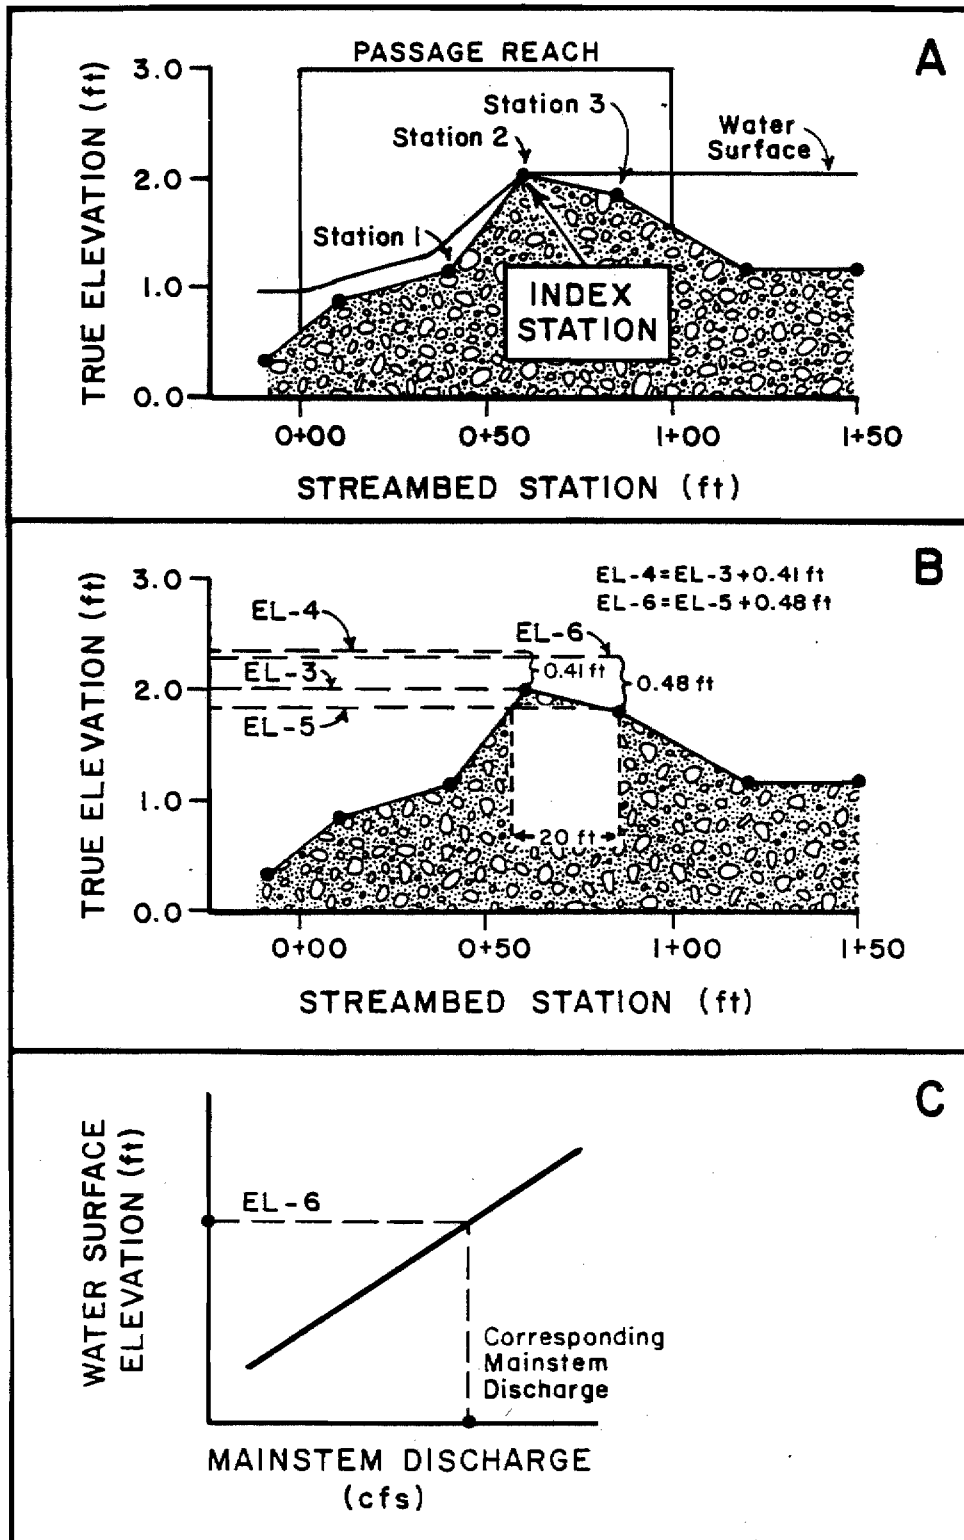 A
PASSAGE REACH
TRUE ELEVATION (ft)
3.0
2.0
1.0
0.0
Station 3
Station 2
Station 1
Water
Surface
INDEX
STATION
0+00
0+50
1+00
1+50
STREAMBED STATION (ft)
B
EL-4=EL-3+0.41 ft
EL-6=EL-5+0.48 ft
TRUE ELEVATION (ft)
3.0
2.0
1.0
0.0
EL-4
EL-6
EL-3
0.41 ft
0.48 ft
EL-5
20 ft
0+00
0+50
1+00
1+50
STREAMBED STATION (ft)
C
WATER SURFACE
ELEVATION (ft)
EL-6
Corresponding
Mainstem
Discharge
MAINSTEM DISCHARGE
(cfs)